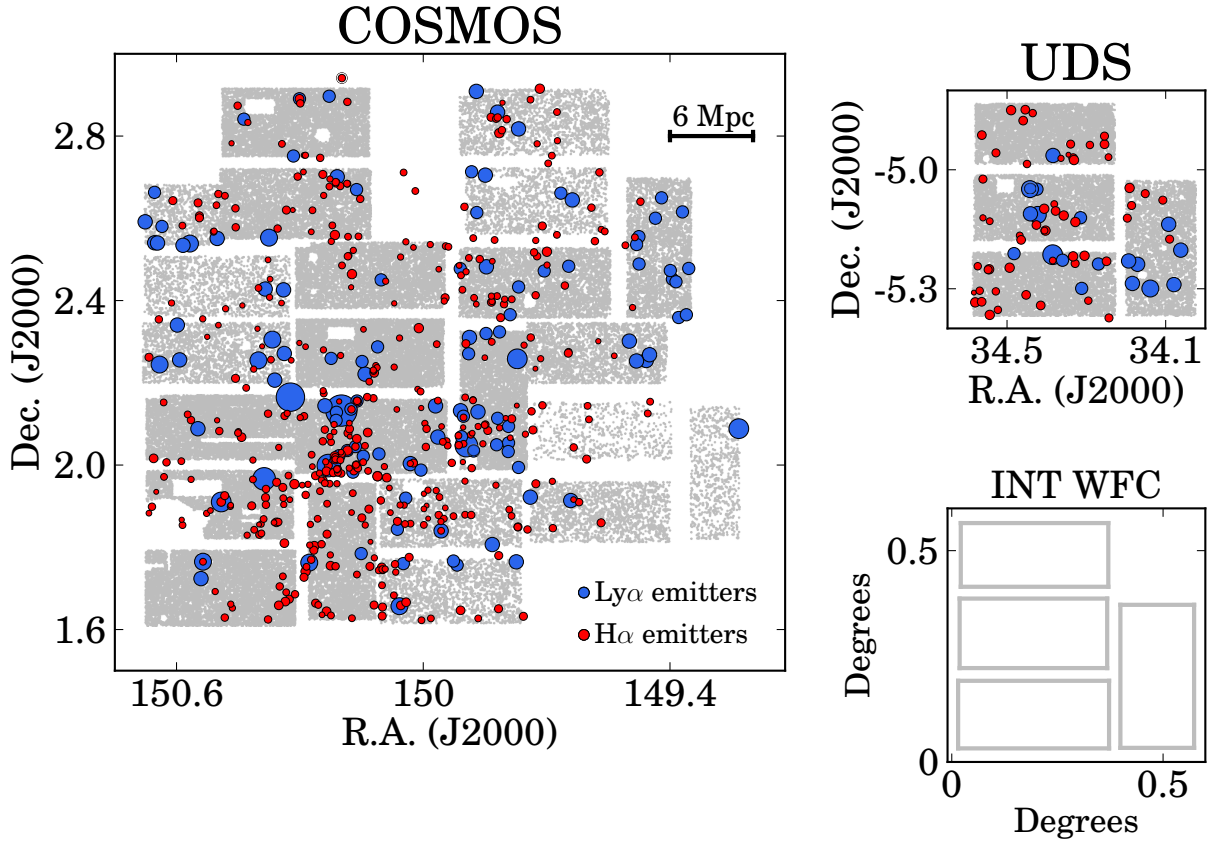 COSMOS
2.8
2.4
2.0
1.6
Dec. (J2000)
6 Mpc
Lyα emitters
Hα emitters
150.6 150 149.4
R.A. (J2000)
UDS
-5.0
-5.3
Dec. (J2000)
34.5 34.1
R.A. (J2000)
INT WFC
0.5
0
Degrees
0 0.5
Degrees